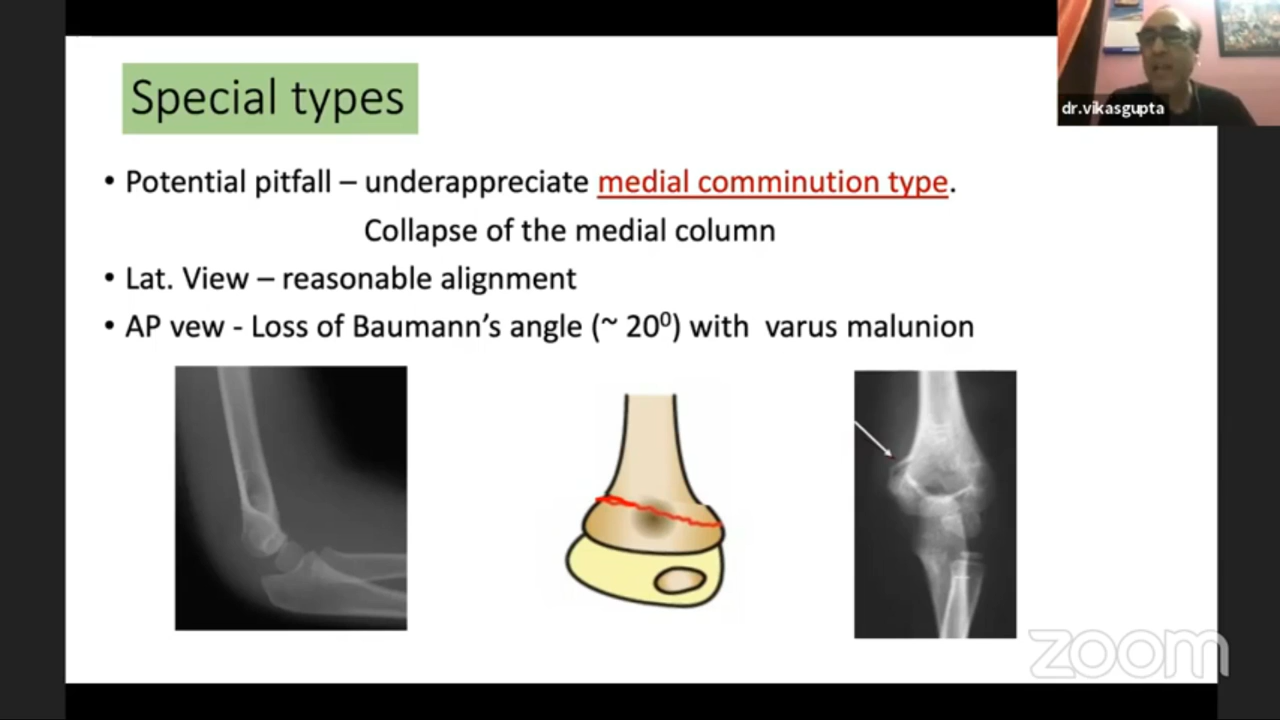 Special types
dr.vikasgupta
• Potential pitfall – underappreciate medial comminution type.
Collapse of the medial column
• Lat. View – reasonable alignment
• AP vew - Loss of Baumann’s angle (~ 20⁰) with varus malunion
zoom